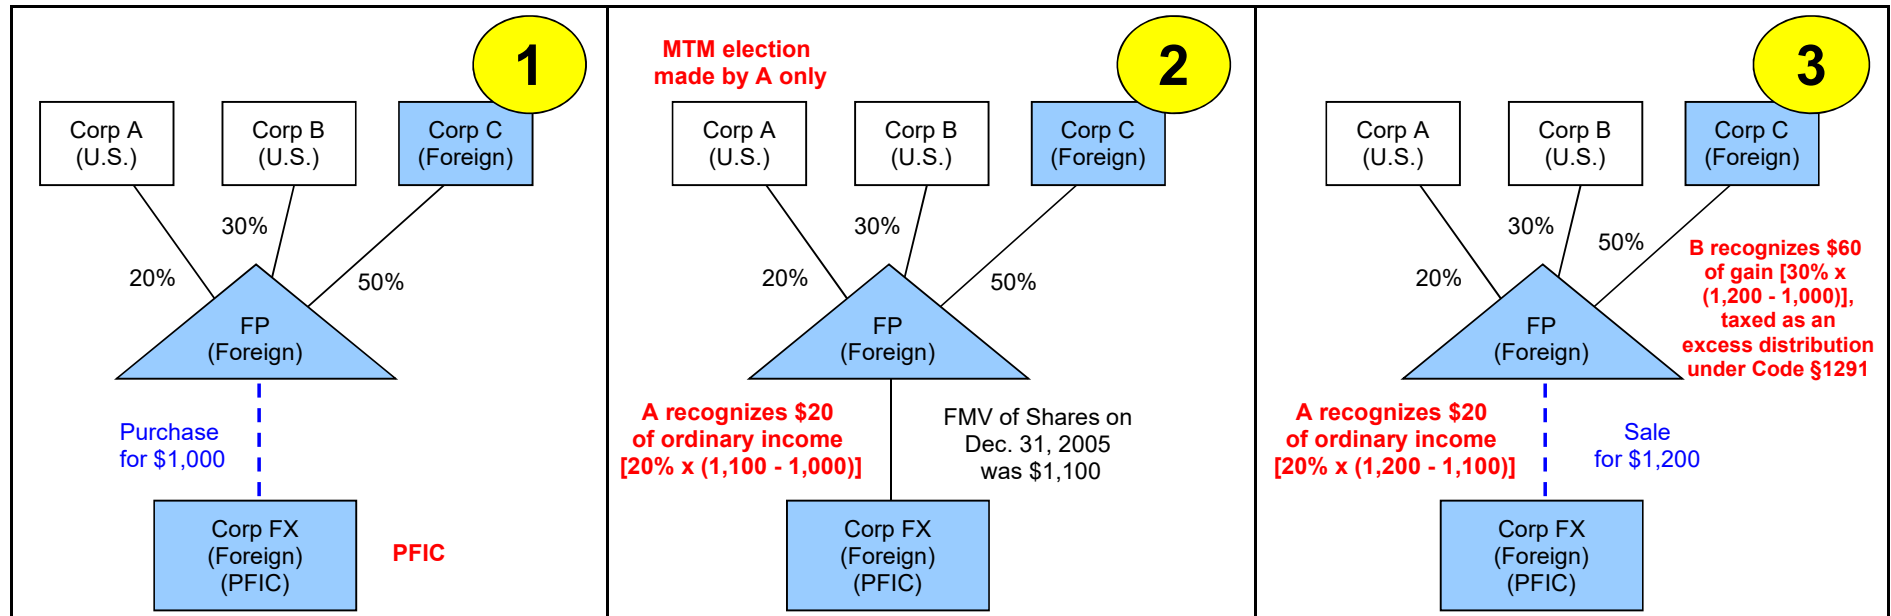 1
Corp A
(U.S.)
Corp B
(U.S.)
Corp C
(Foreign)
30%
20%
50%
FP
(Foreign)
Purchase
for $1,000
Corp FX
(Foreign)
(PFIC)
PFIC
2
MTM election
made by A only
Corp A
(U.S.)
Corp B
(U.S.)
Corp C
(Foreign)
30%
20%
50%
FP
(Foreign)
A recognizes $20
of ordinary income
[20% x (1,100 - 1,000)]
FMV of Shares on
Dec. 31, 2005
was $1,100
Corp FX
(Foreign)
(PFIC)
3
Corp A
(U.S.)
Corp B
(U.S.)
Corp C
(Foreign)
30%
50%
20%
B recognizes $60
of gain [30% x
(1,200 - 1,000)],
taxed as an
excess distribution
under Code §1291
FP
(Foreign)
A recognizes $20
of ordinary income
[20% x (1,200 - 1,100)]
Sale
for $1,200
Corp FX
(Foreign)
(PFIC)